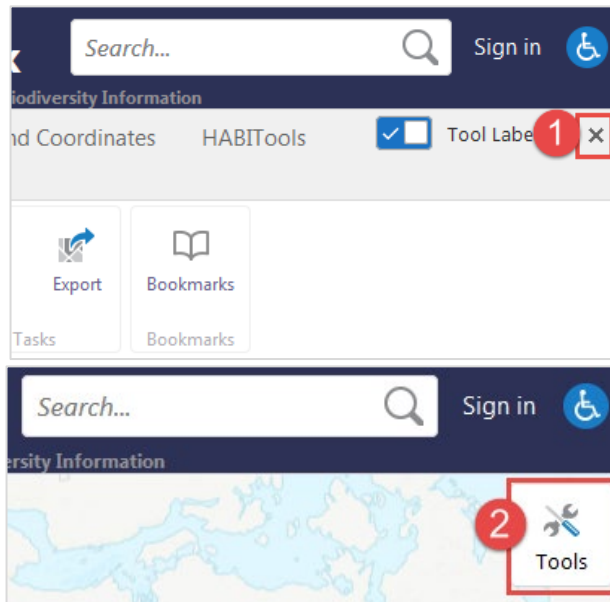 Search... Sign in
iodiversity Information
nd Coordinates HABITools Tool Labe 1
Export Bookmarks
Tasks Bookmarks
Search... Sign in
ersity Information
2
Tools